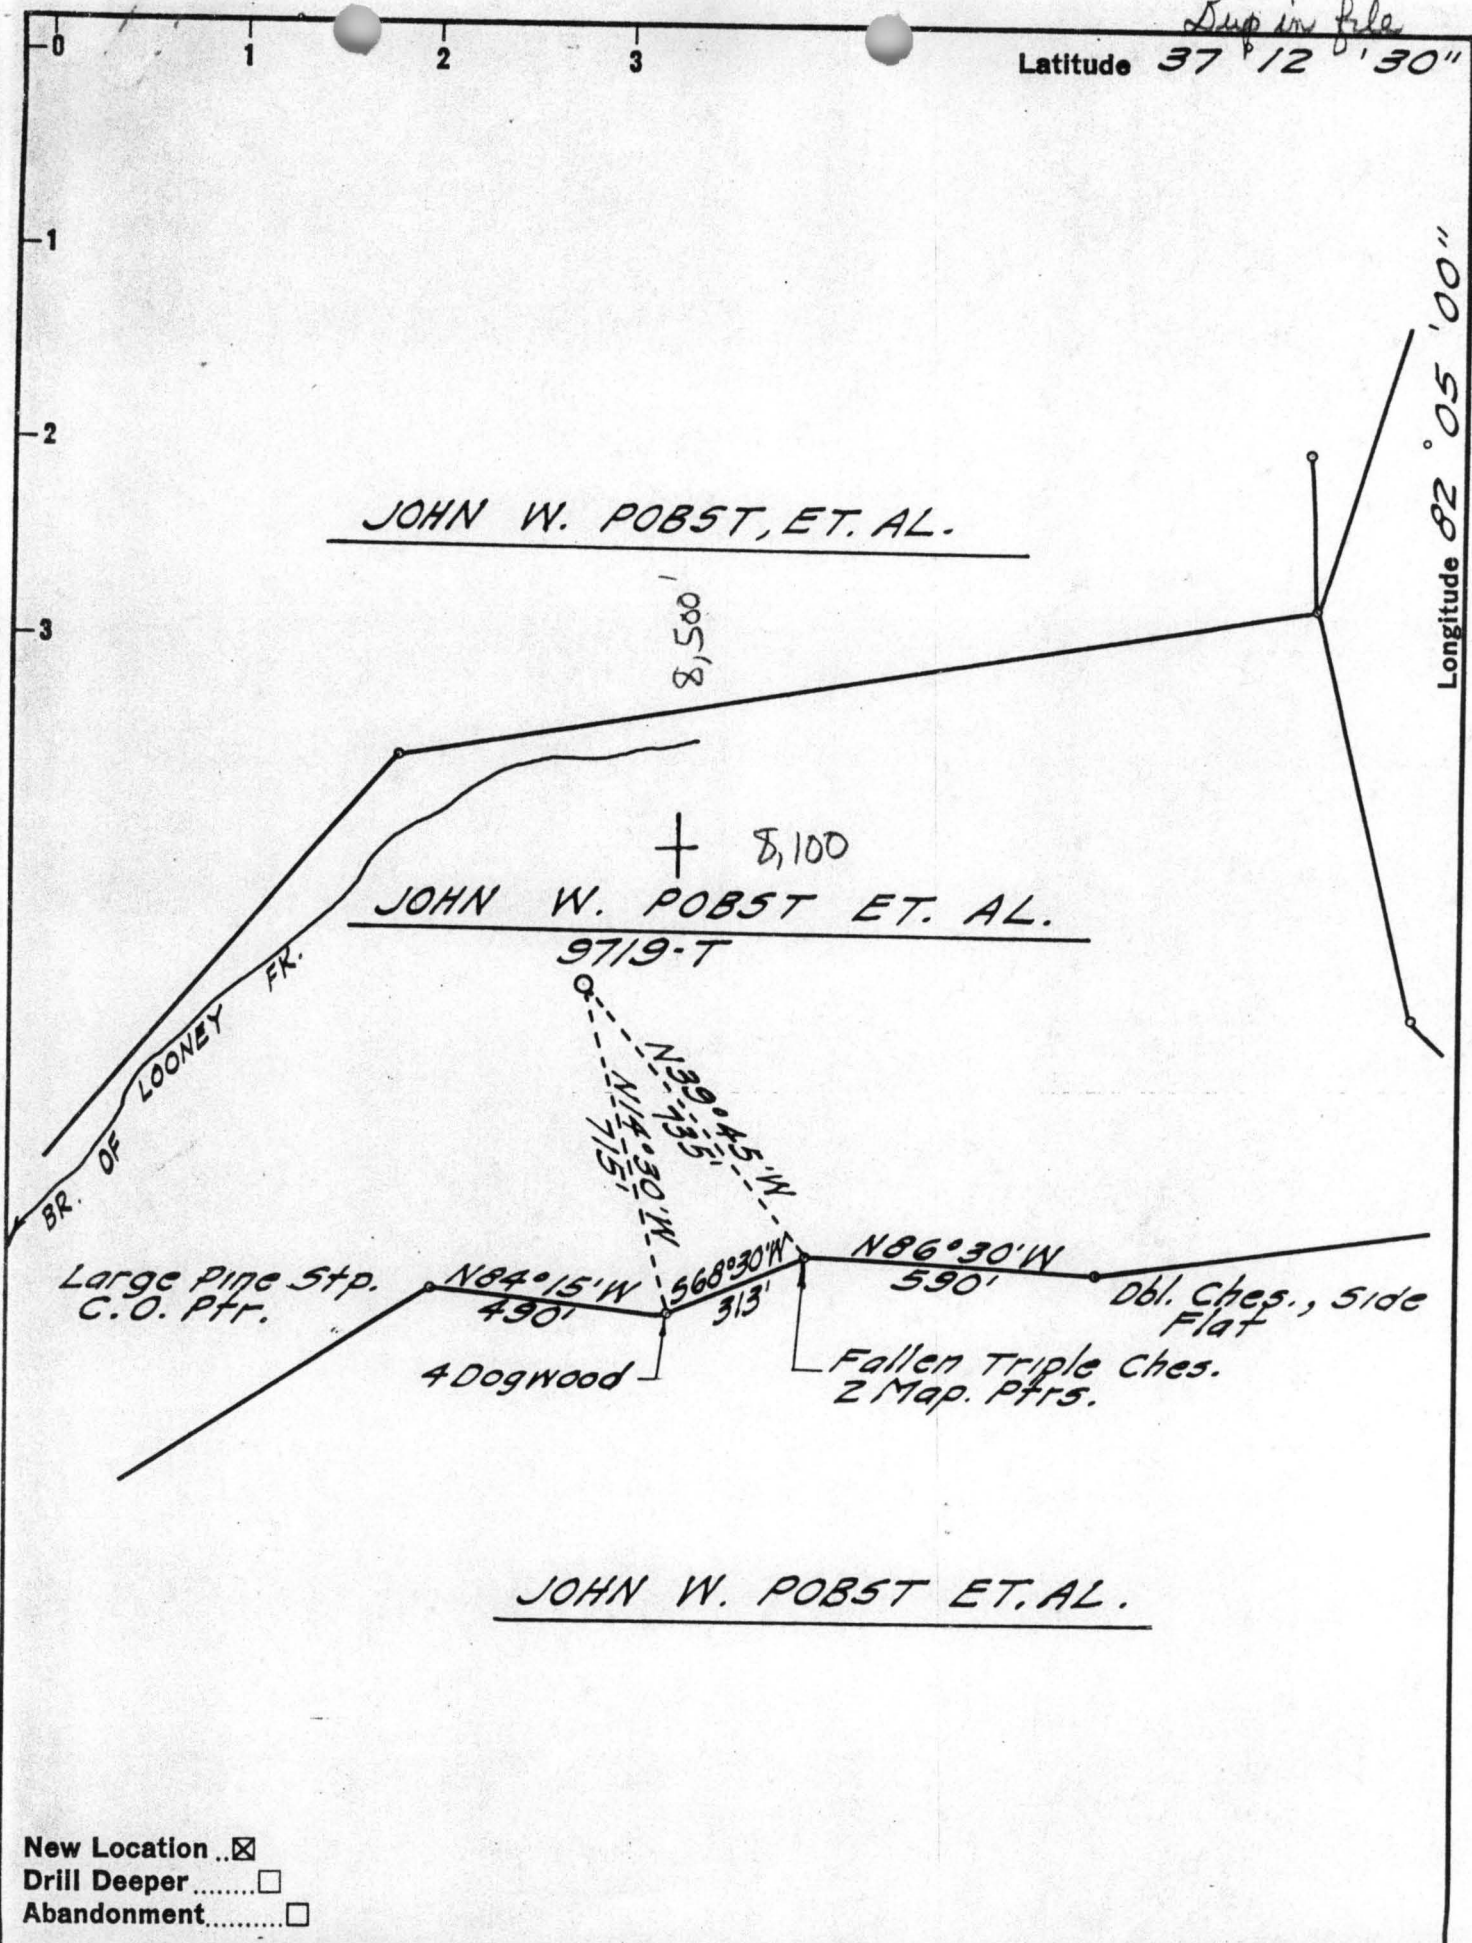 Dup in file
0 1 2 3
Latitude 37° 12' 30"
1
2
3
Longitude 82° 05' 00"
JOHN W. POBST, ET. AL.
8,500'
8,100
JOHN W. POBST ET. AL.
9719-T
BR. OF LOONEY FK.
N39°45'W
735'
N14°30'W
715'
Large Pine Stp.
C.O. Ptr.
N84°15'W
490'
S68°30'W
313'
N86°30'W
590'
Dbl. Ches., Side
Flat
4 Dogwood
Fallen Triple Ches.
2 Map. Ptrs.
JOHN W. POBST ET. AL.
New Location..☒
Drill Deeper........☐
Abandonment..........☐